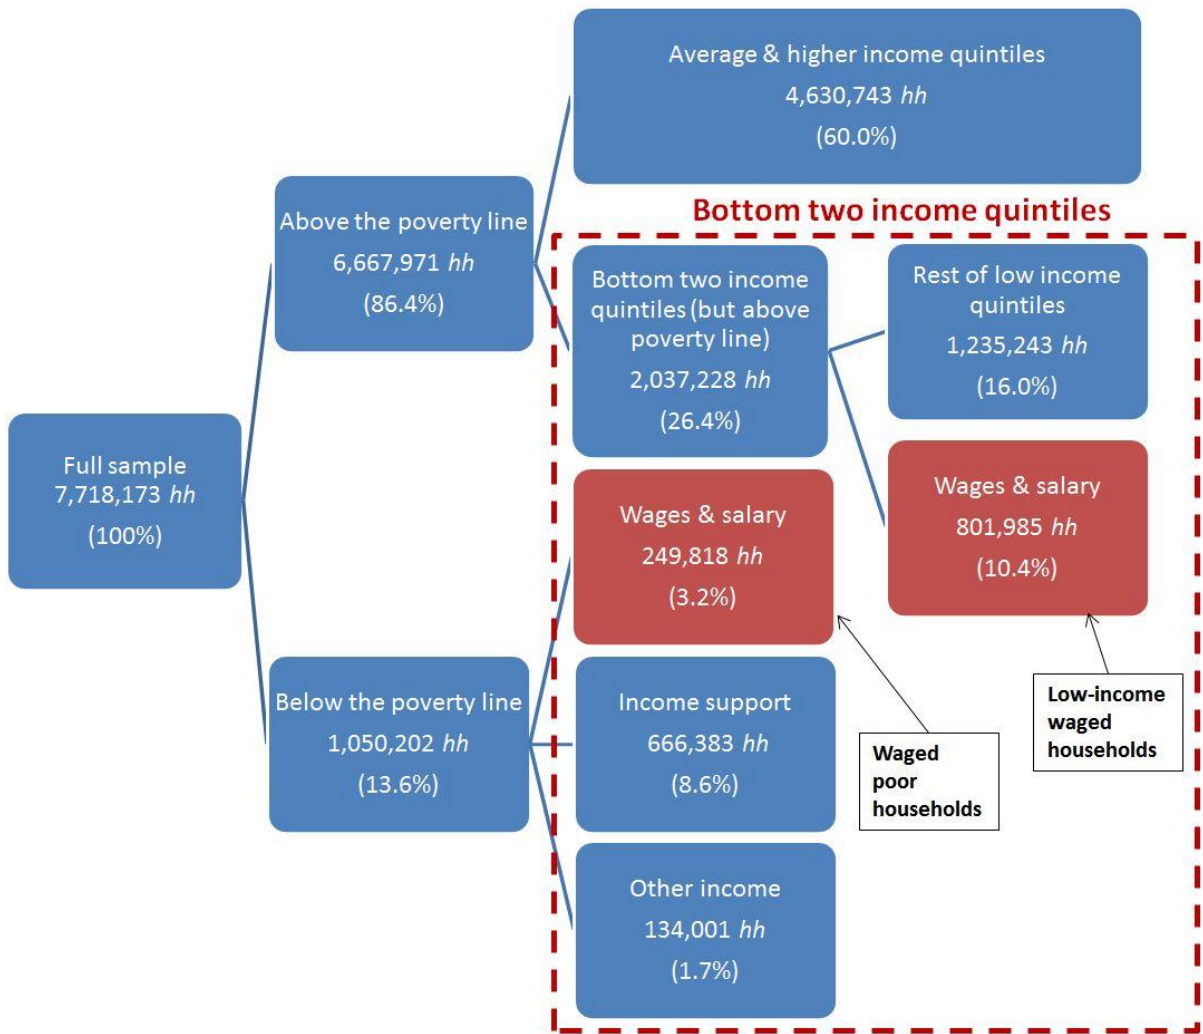 Average & higher income quintiles
4,630,743 hh
(60.0%)
Above the poverty line
6,667,971 hh
(86.4%)
Bottom two income quintiles
Bottom two income
quintiles (but above
poverty line)
2,037,228 hh
(26.4%)
Rest of low income
quintiles
1,235,243 hh
(16.0%)
Full sample
7,718,173 hh
(100%)
Wages & salary
249,818 hh
(3.2%)
Wages & salary
801,985 hh
(10.4%)
Below the poverty line
1,050,202 hh
(13.6%)
Income support
666,383 hh
(8.6%)
Waged
poor
households
Low-income
waged
households
Other income
134,001 hh
(1.7%)